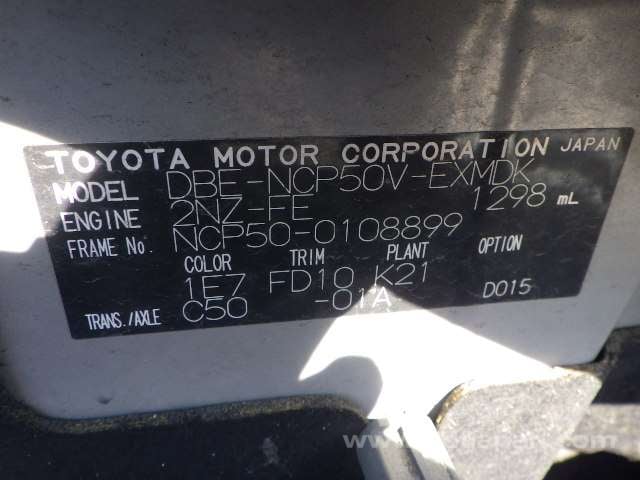 TOYOTA MOTOR CORPORATION JAPAN
MODEL DBE-NCP50V-EXMDK
ENGINE 2NZ-FE 1298 mL
FRAME No. NCP50-0108899
COLOR TRIM PLANT OPTION
1E7 FD10 K21
TRANS./AXLE C50 -01A D015